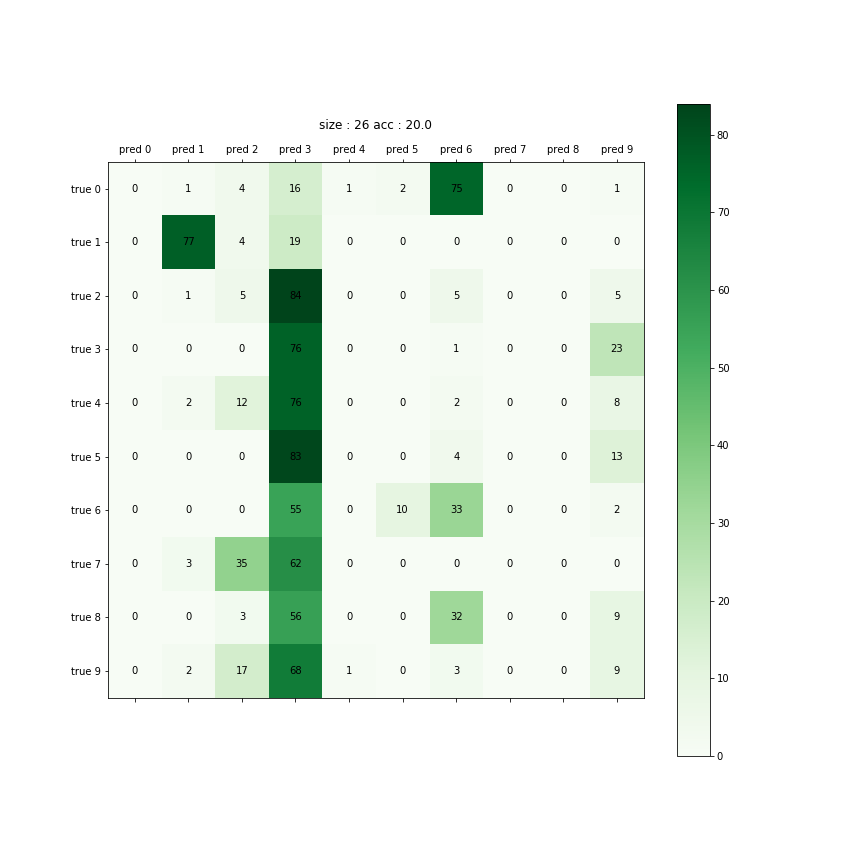 size : 26 acc : 20.0
pred 0 pred 1 pred 2 pred 3 pred 4 pred 5 pred 6 pred 7 pred 8 pred 9
true 0 0 1 4 16 1 2 75 0 0 1
true 1 0 77 4 19 0 0 0 0 0 0
true 2 0 1 5 84 0 0 5 0 0 5
true 3 0 0 0 76 0 0 1 0 0 23
true 4 0 2 12 76 0 0 2 0 0 8
true 5 0 0 0 83 0 0 4 0 0 13
true 6 0 0 0 55 0 10 33 0 0 2
true 7 0 3 35 62 0 0 0 0 0 0
true 8 0 0 3 56 0 0 32 0 0 9
true 9 0 2 17 68 1 0 3 0 0 9
80
70
60
50
40
30
20
10
0